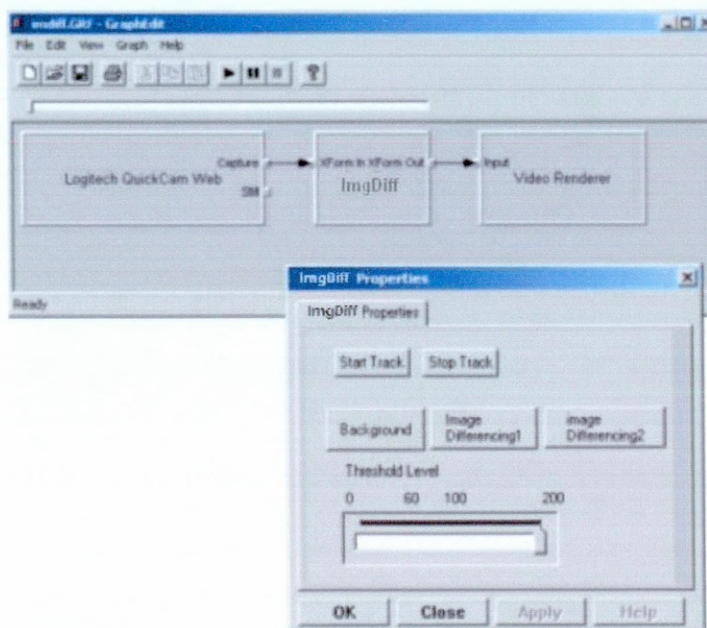 imdiff.GRF - GraphEdit
File Edit View Graph Help
Capture
Logitech QuickCam Web
Still
XForm In XForm Out
ImgDiff
Input
Video Renderer
Ready
ImgDiff Properties
ImgDiff Properties
Start Track Stop Track
Background
Image Differencing1
image Differencing2
Threshold Level
0 60 100 200
OK Close Apply Help